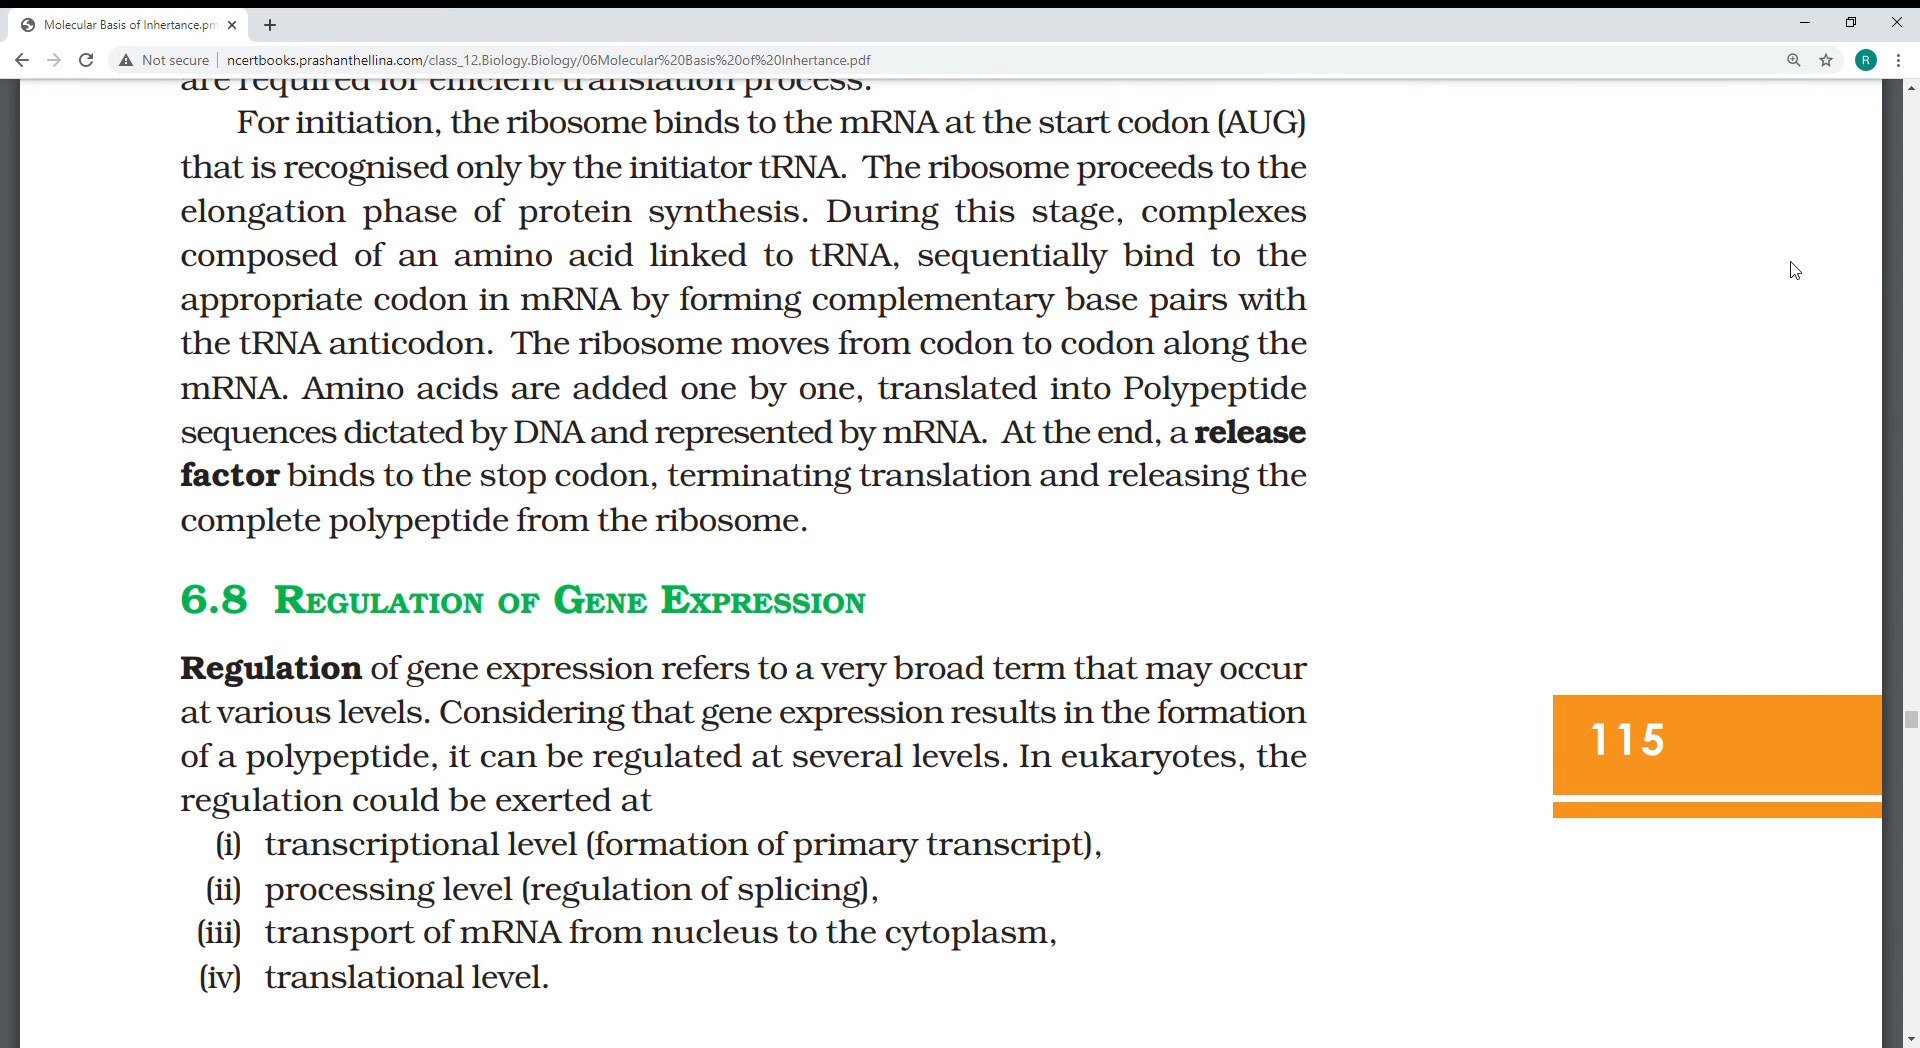 Molecular Basis of Inhertance.pm
Not secure
ncertbooks.prashanthellina.com/class_12.Biology.Biology/06Molecular%20Basis%20of%20Inhertance.pdf
R
are required for efficient translation process.
For initiation, the ribosome binds to the mRNA at the start codon (AUG)
that is recognised only by the initiator tRNA. The ribosome proceeds to the
elongation phase of protein synthesis. During this stage, complexes
composed of an amino acid linked to tRNA, sequentially bind to the
appropriate codon in mRNA by forming complementary base pairs with
the tRNA anticodon. The ribosome moves from codon to codon along the
mRNA. Amino acids are added one by one, translated into Polypeptide
sequences dictated by DNA and represented by mRNA. At the end, a release
factor binds to the stop codon, terminating translation and releasing the
complete polypeptide from the ribosome.
6.8 REGULATION OF GENE EXPRESSION
Regulation of gene expression refers to a very broad term that may occur
at various levels. Considering that gene expression results in the formation
of a polypeptide, it can be regulated at several levels. In eukaryotes, the
regulation could be exerted at
(i) transcriptional level (formation of primary transcript),
(ii) processing level (regulation of splicing),
(iii) transport of mRNA from nucleus to the cytoplasm,
(iv) translational level.
115